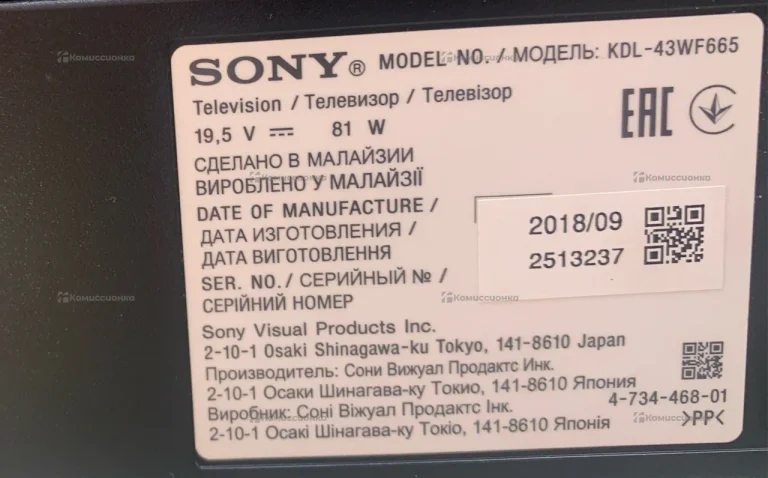 SONY® MODEL NO. / МОДЕЛЬ: KDL-43WF665
Television / Телевизор / Телевізор
19,5 V ⎓ 81 W
EAC
СДЕЛАНО В МАЛАЙЗИИ
ВИРОБЛЕНО У МАЛАЙЗІЇ
DATE OF MANUFACTURE /
ДАТА ИЗГОТОВЛЕНИЯ /
ДАТА ВИГОТОВЛЕННЯ
2018/09
2513237
SER. NO. / СЕРИЙНЫЙ № /
СЕРІЙНИЙ НОМЕР
Sony Visual Products Inc.
2-10-1 Osaki Shinagawa-ku Tokyo, 141-8610 Japan
Производитель: Сони Вижуал Продактс Инк.
2-10-1 Осаки Шинагава-ку Токио, 141-8610 Япония
Виробник: Соні Віжуал Продактс Інк.
2-10-1 Осакі Шінагава-ку Токіо, 141-8610 Японія
4-734-468-01
>PP<
Комиссионка
Комиссионка
Комиссионка
Комиссионка
Комиссионка
Комиссионка
Комиссионка
Комиссионка